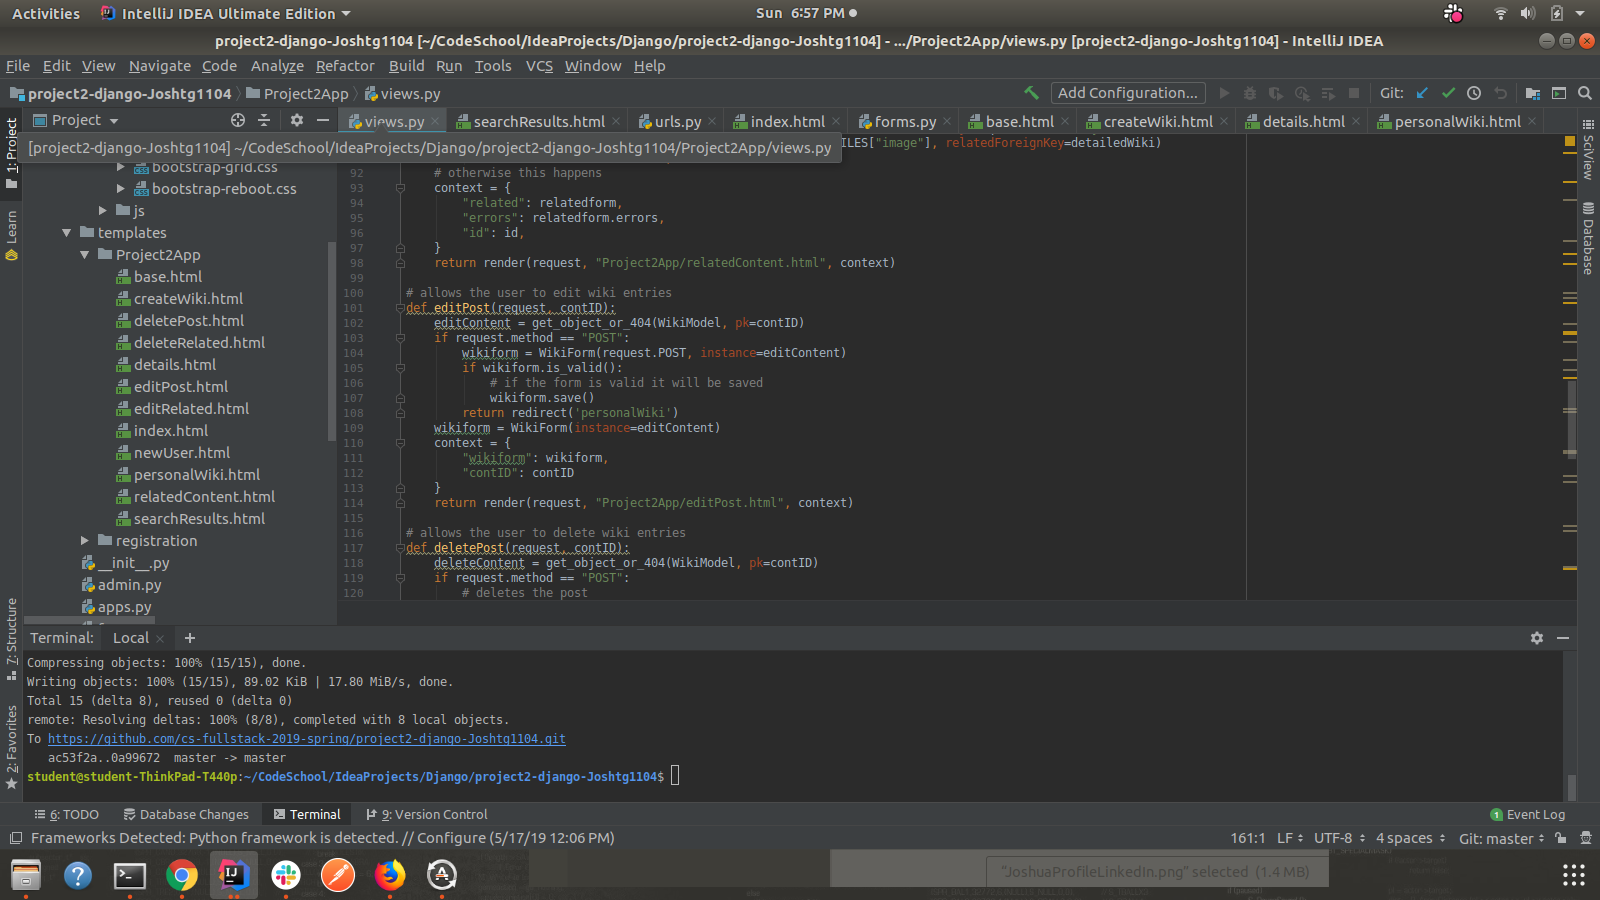 Activities
IntelliJ IDEA Ultimate Edition
Sun 6:57 PM
project2-django-Joshtg1104 [~/CodeSchool/IdeaProjects/Django/project2-django-Joshtg1104] - .../Project2App/views.py [project2-django-Joshtg1104] - IntelliJ IDEA
File Edit View Navigate Code Analyze Refactor Build Run Tools VCS Window Help
project2-django-Joshtg1104 Project2App views.py
Add Configuration...
Git:
1: Project
Learn
7: Structure
2: Favorites
Project
views.py searchResults.html urls.py index.html forms.py base.html createWiki.html details.html personalWiki.html
[project2-django-Joshtg1104] ~/CodeSchool/IdeaProjects/Django/project2-django-Joshtg1104/Project2App/views.py
bootstrap-grid.css
bootstrap-reboot.css
js
templates
Project2App
base.html
createWiki.html
deletePost.html
deleteRelated.html
details.html
editPost.html
editRelated.html
index.html
newUser.html
personalWiki.html
relatedContent.html
searchResults.html
registration
__init__.py
admin.py
apps.py
LES["image"], relatedForeignKey=detailedWiki)
92 # otherwise this happens
93 context = {
94 "related": relatedform,
95 "errors": relatedform.errors,
96 "id": id,
97 }
98 return render(request, "Project2App/relatedContent.html", context)
99
100 # allows the user to edit wiki entries
101 def editPost(request, contID):
102 editContent = get_object_or_404(WikiModel, pk=contID)
103 if request.method == "POST":
104 wikiform = WikiForm(request.POST, instance=editContent)
105 if wikiform.is_valid():
106 # if the form is valid it will be saved
107 wikiform.save()
108 return redirect('personalWiki')
109 wikiform = WikiForm(instance=editContent)
110 context = {
111 "wikiform": wikiform,
112 "contID": contID
113 }
114 return render(request, "Project2App/editPost.html", context)
115
116 # allows the user to delete wiki entries
117 def deletePost(request, contID):
118 deleteContent = get_object_or_404(WikiModel, pk=contID)
119 if request.method == "POST":
120 # deletes the post
SciView
Database
Terminal: Local
Compressing objects: 100% (15/15), done.
Writing objects: 100% (15/15), 89.02 KiB | 17.80 MiB/s, done.
Total 15 (delta 8), reused 0 (delta 0)
remote: Resolving deltas: 100% (8/8), completed with 8 local objects.
To https://github.com/cs-fullstack-2019-spring/project2-django-Joshtg1104.git
ac53f2a..0a99672 master -> master
student@student-ThinkPad-T440p:~/CodeSchool/IdeaProjects/Django/project2-django-Joshtg1104$
6: TODO Database Changes Terminal 9: Version Control
1 Event Log
Frameworks Detected: Python framework is detected. // Configure (5/17/19 12:06 PM)
161:1 LF UTF-8 4 spaces Git: master
"JoshuaProfileLinkedIn.png" selected (1.4 MB)